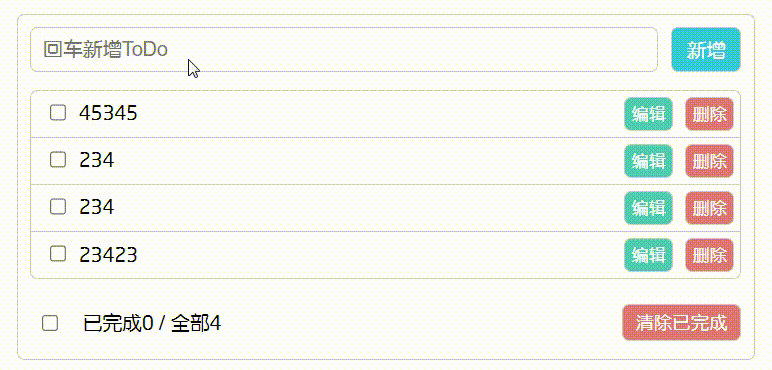 回车新增ToDo 新增
45345 编辑 删除
234 编辑 删除
234 编辑 删除
23423 编辑 删除
已完成0 / 全部4 清除已完成